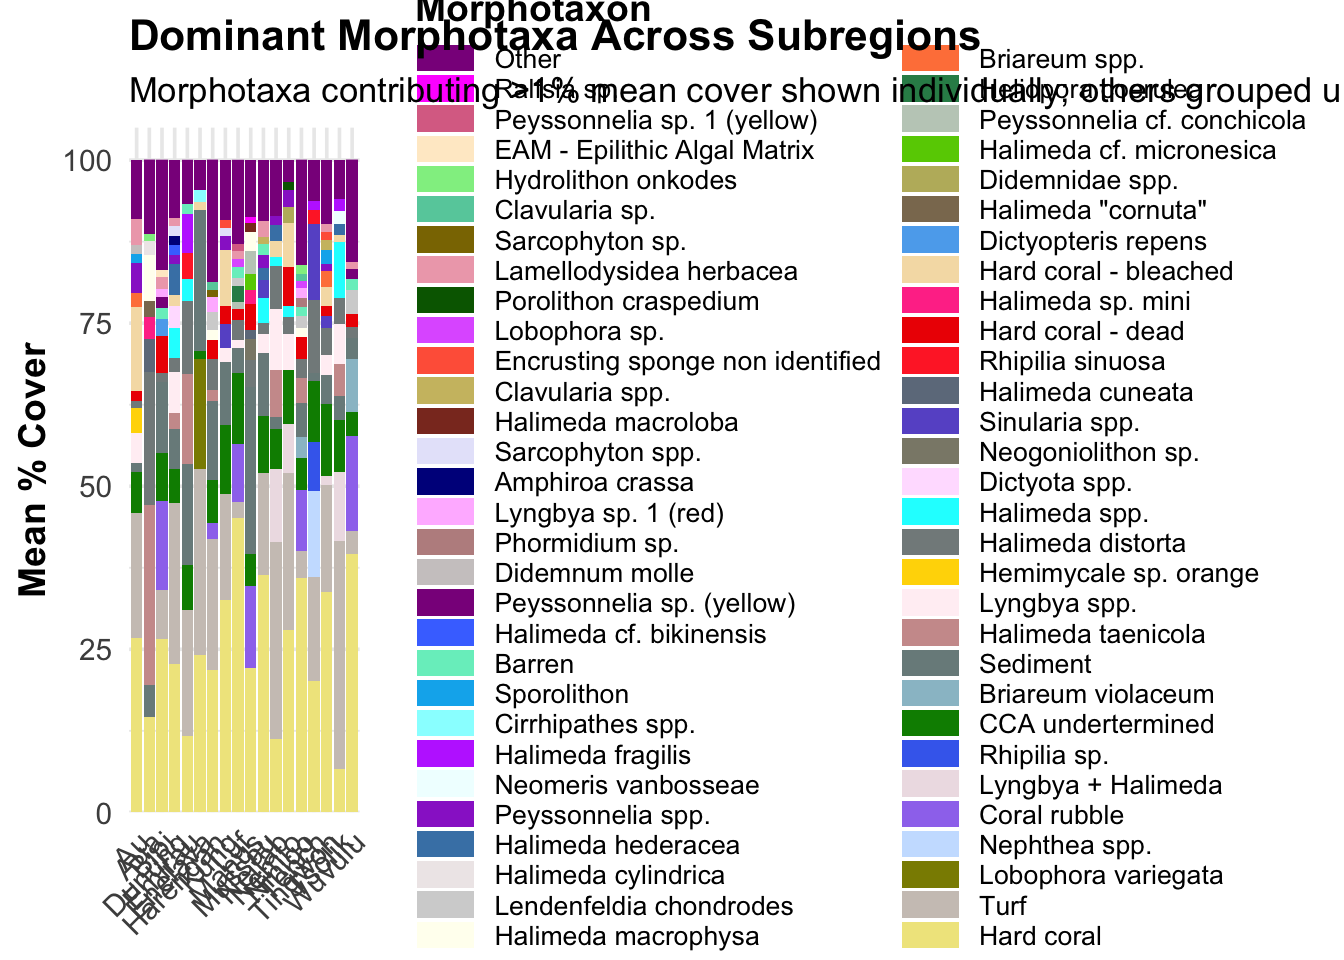 Morphotaxon
Dominant Morphotaxa Across Subregions
Morphotaxa contributing >1% mean cover shown individually; others grouped u
Mean % Cover
100
75
50
25
0
Au
Wuvulu
Other
Ralfsia sp.
Peyssonnelia sp. 1 (yellow)
EAM - Epilithic Algal Matrix
Hydrolithon onkodes
Clavularia sp.
Sarcophyton sp.
Lamellodysidea herbacea
Porolithon craspedium
Lobophora sp.
Encrusting sponge non identified
Clavularia spp.
Halimeda macroloba
Sarcophyton spp.
Amphiroa crassa
Lyngbya sp. 1 (red)
Phormidium sp.
Didemnum molle
Peyssonnelia sp. (yellow)
Halimeda cf. bikinensis
Barren
Sporolithon
Cirrhipathes spp.
Halimeda fragilis
Neomeris vanbosseae
Peyssonnelia spp.
Halimeda hederacea
Halimeda cylindrica
Lendenfeldia chondrodes
Halimeda macrophysa
Briareum spp.
Heliopora coerulea
Peyssonnelia cf. conchicola
Halimeda cf. micronesica
Didemnidae spp.
Halimeda "cornuta"
Dictyopteris repens
Hard coral - bleached
Halimeda sp. mini
Hard coral - dead
Rhipilia sinuosa
Halimeda cuneata
Sinularia spp.
Neogoniolithon sp.
Dictyota spp.
Halimeda spp.
Halimeda distorta
Hemimycale sp. orange
Lyngbya spp.
Halimeda taenicola
Sediment
Briareum violaceum
CCA undertermined
Rhipilia sp.
Lyngbya + Halimeda
Coral rubble
Nephthea spp.
Lobophora variegata
Turf
Hard coral